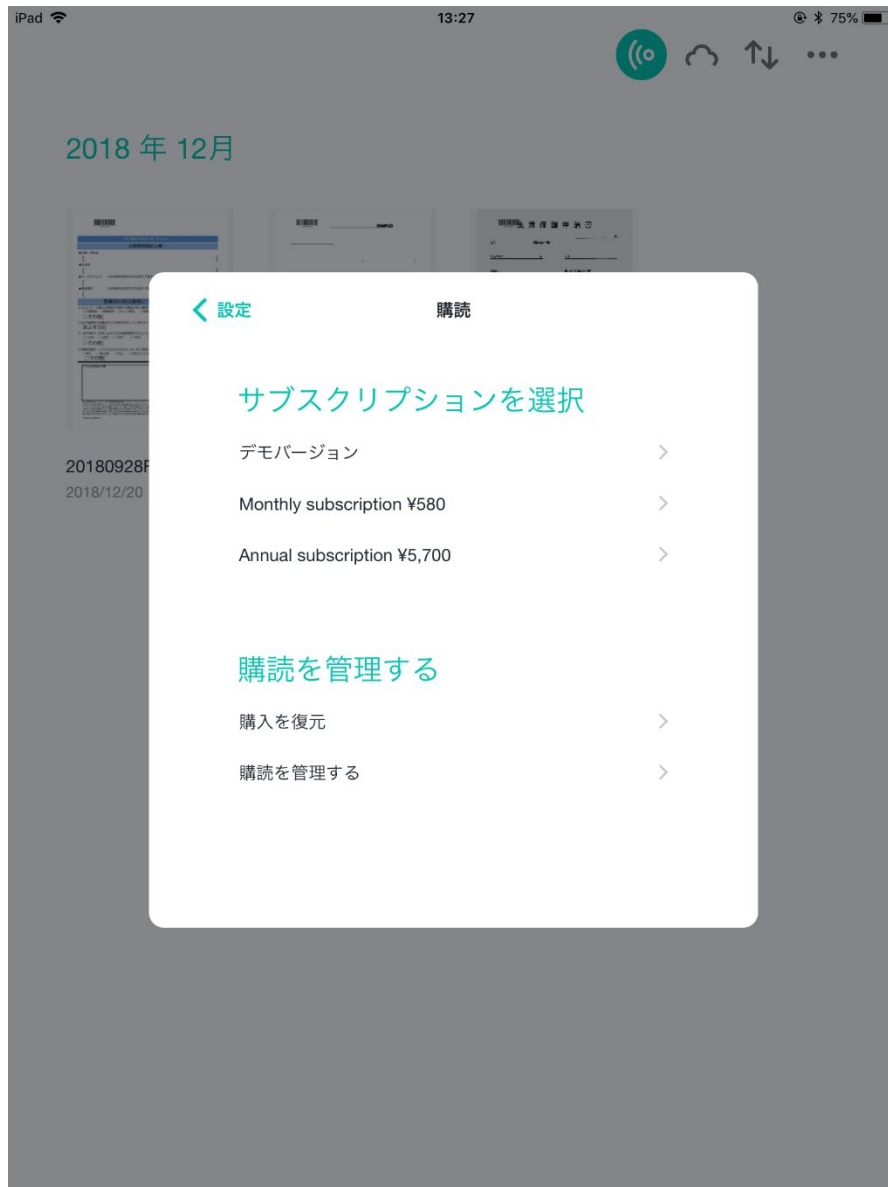 iPad 13:27 75%
2018 年 12月
SAMPLE
設定 購読
サブスクリプションを選択
デモバージョン
Monthly subscription ¥580
Annual subscription ¥5,700
購読を管理する
購入を復元
購読を管理する
20180928F
2018/12/20